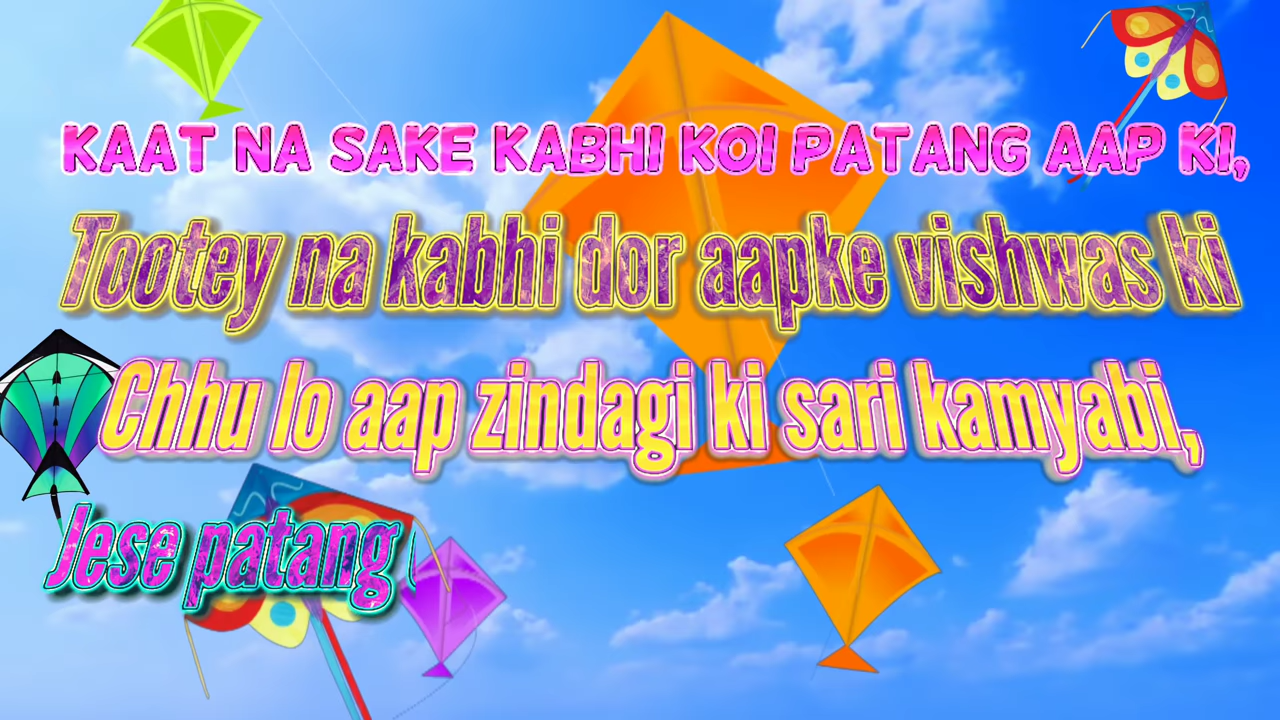 KAAT NA SAKE KABHI KOI PATANG AAP KI,
Tootey na kabhi dor aapke vishwas ki
Chhu lo aap zindagi ki sari kamyabi,
Jese patang